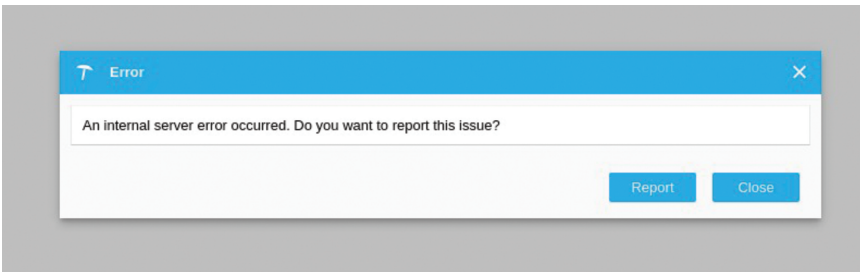 Error
An internal server error occurred. Do you want to report this issue?
Report Close